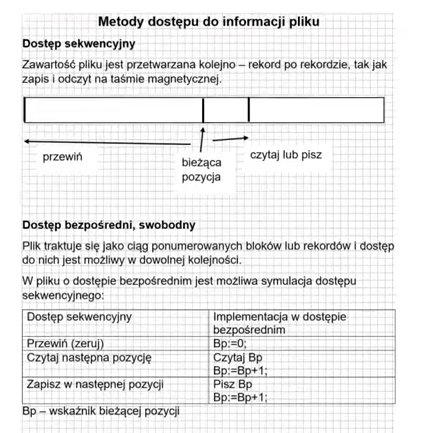 Metody dostępu do informacji pliku
Dostęp sekwencyjny
Zawartość pliku jest przetwarzana kolejno – rekord po rekordzie, tak jak
zapis i odczyt na taśmie magnetycznej.
przewiń
bieżąca
pozycja
czytaj lub pisz
Dostęp bezpośredni, swobodny
Plik traktuje się jako ciąg ponumerowanych bloków lub rekordów i dostęp
do nich jest możliwy w dowolnej kolejności.
W pliku o dostępie bezpośrednim jest możliwa symulacja dostępu
sekwencyjnego:
Dostęp sekwencyjny
Implementacja w dostępie
bezpośrednim
Przewiń (zeruj)
Bp:=0;
Czytaj następna pozycję
Czytaj Bp
Bp:=Bp+1;
Zapisz w następnej pozycji
Pisz Bp
Bp:=Bp+1;
Bp – wskaźnik bieżącej pozycji